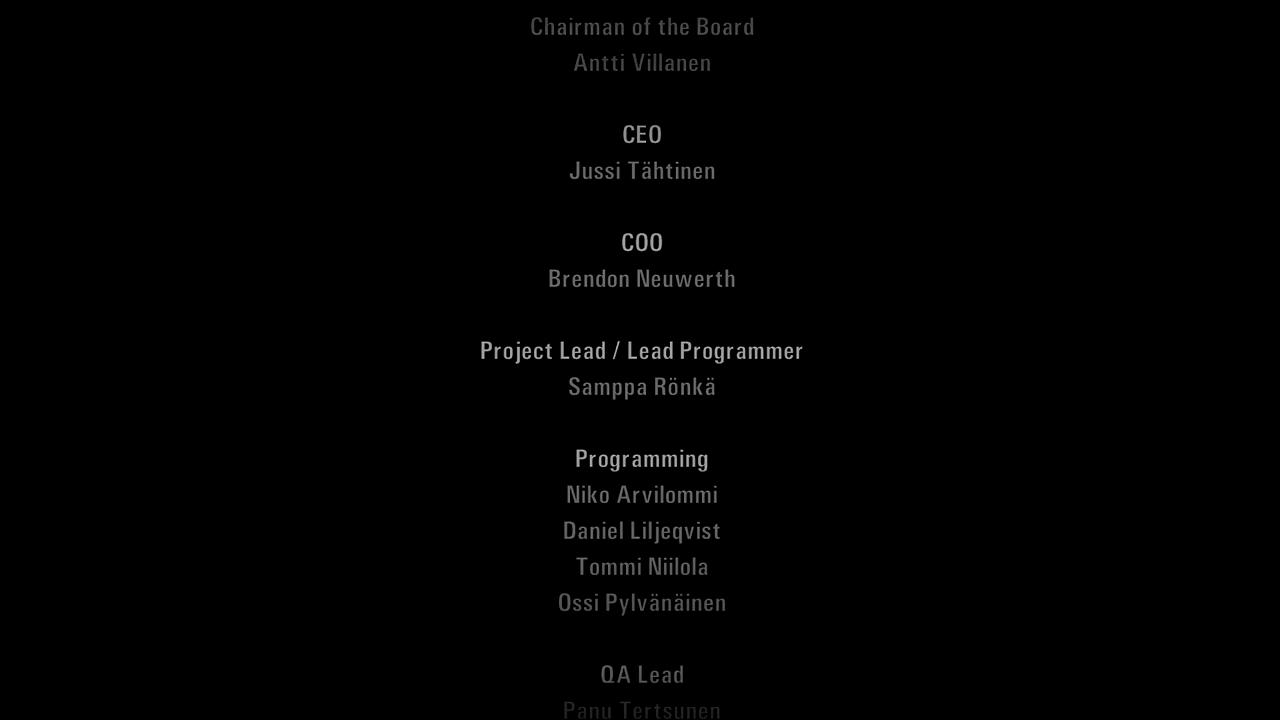 Chairman of the Board
Antti Villanen
CEO
Jussi Tähtinen
COO
Brendon Neuwerth
Project Lead / Lead Programmer
Samppa Rönkä
Programming
Niko Arvilommi
Daniel Liljeqvist
Tommi Niilola
Ossi Pylvänäinen
QA Lead
Panu Tertsunen